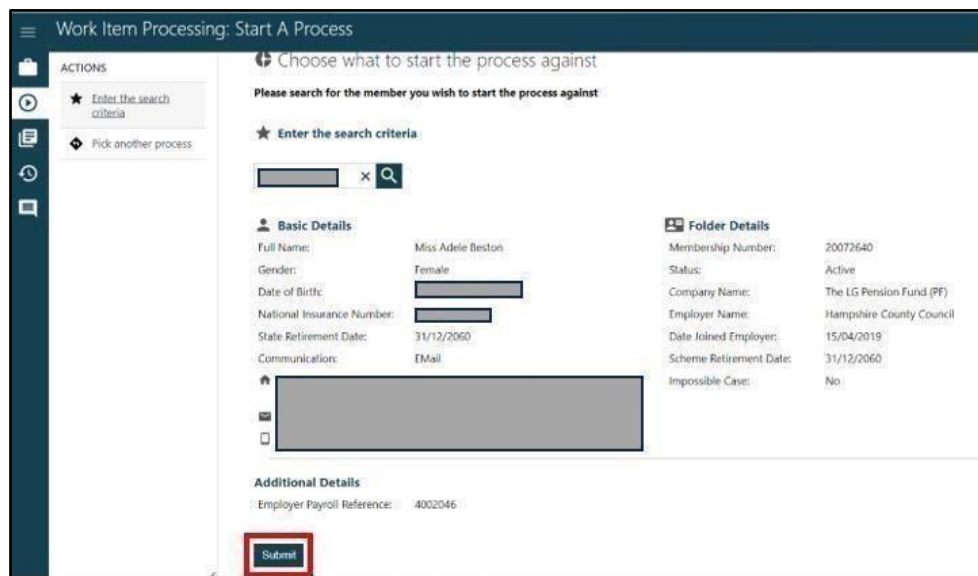 Work Item Processing: Start A Process
ACTIONS
Enter the search
criteria
Pick another process
Choose what to start the process against
Please search for the member you wish to start the process against
Enter the search criteria
Basic Details
Full Name: Miss Adele Beston
Gender: Female
Date of Birth:
National Insurance Number:
State Retirement Date: 31/12/2060
Communication: EMail
Folder Details
Membership Number: 20072640
Status: Active
Company Name: The LG Pension Fund (PF)
Employer Name: Hampshire County Council
Date Joined Employer: 15/04/2019
Scheme Retirement Date: 31/12/2060
Impossible Case: No
Additional Details
Employer Payroll Reference: 4002046
Submit